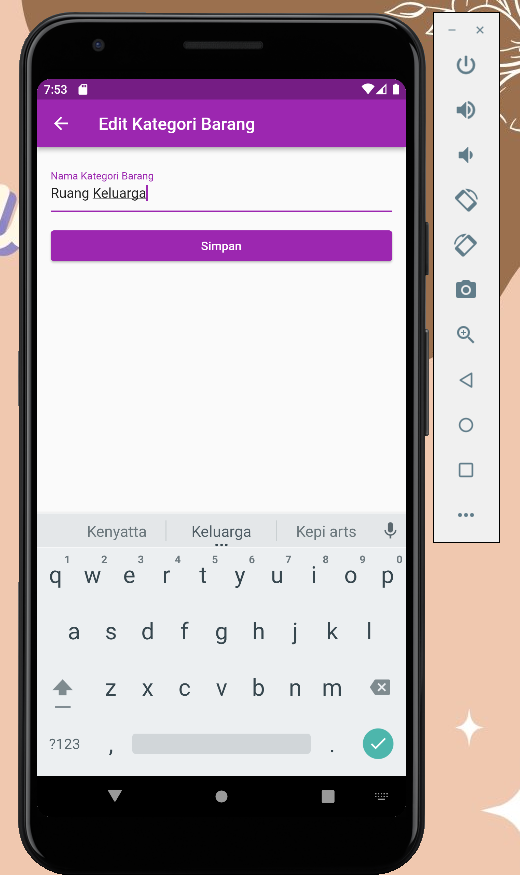 7:53
Edit Kategori Barang
Nama Kategori Barang
Ruang Keluarga
Simpan
Kenyatta Keluarga Kepi arts
1 2 3 4 5 6 7 8 9 0
q w e r t y u i o p
a s d f g h j k l
z x c v b n m
?123 , .